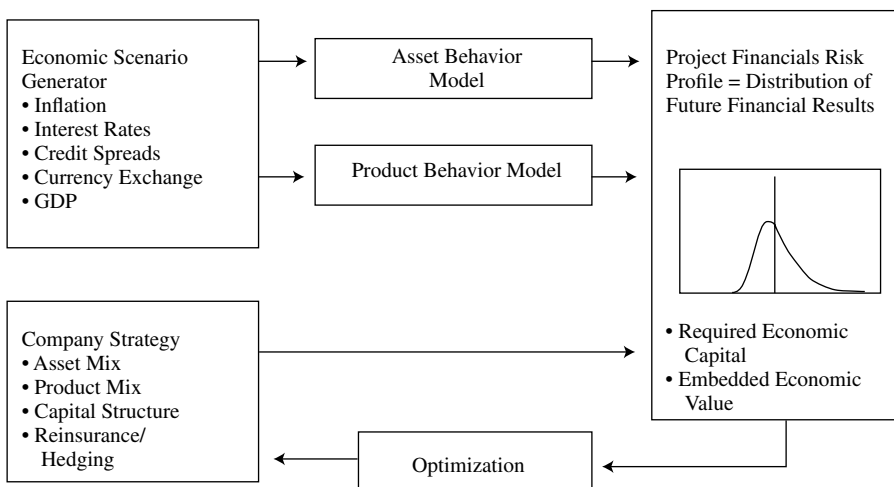 Economic Scenario
Generator
• Inflation
• Interest Rates
• Credit Spreads
• Currency Exchange
• GDP
Asset Behavior
Model
Product Behavior Model
Project Financials Risk
Profile = Distribution of
Future Financial Results
• Required Economic
Capital
• Embedded Economic
Value
Company Strategy
• Asset Mix
• Product Mix
• Capital Structure
• Reinsurance/
Hedging
Optimization